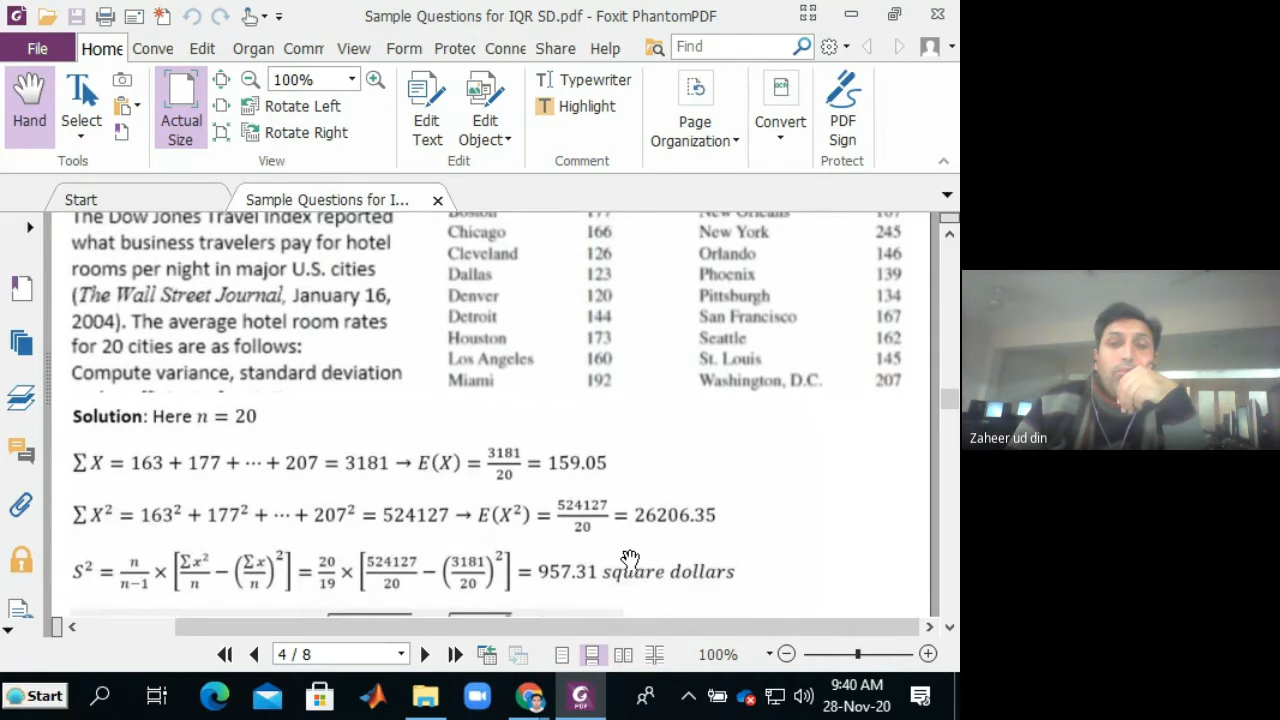 Sample Questions for IQR SD.pdf - Foxit PhantomPDF
File Home Conve Edit Organ Comm View Form Protec Conne Share Help Find
Hand
Select
Actual
Size
100%
Rotate Left
Rotate Right
Edit
Text
Edit
Object
Typewriter
Highlight
Page
Organization
Convert
PDF
Sign
Tools View Edit Comment Protect
Start Sample Questions for I...
The Dow Jones Travel Index reported
what business travelers pay for hotel
rooms per night in major U.S. cities
(The Wall Street Journal, January 16,
2004). The average hotel room rates
for 20 cities are as follows:
Compute variance, standard deviation
Boston 177 New Orleans 167
Chicago 166 New York 245
Cleveland 126 Orlando 146
Dallas 123 Phoenix 139
Denver 120 Pittsburgh 134
Detroit 144 San Francisco 167
Houston 173 Seattle 162
Los Angeles 160 St. Louis 145
Miami 192 Washington, D.C. 207
Solution: Here n = 20
∑X = 163 + 177 + ⋯ + 207 = 3181 → E(X) = 3181/20 = 159.05
∑X² = 163² + 177² + ⋯ + 207² = 524127 → E(X²) = 524127/20 = 26206.35
S² = n/(n−1) × [∑x²/n − (∑x/n)²] = 20/19 × [524127/20 − (3181/20)²] = 957.31 square dollars
4 / 8
100%
Start
9:40 AM
28-Nov-20
Zaheer ud din